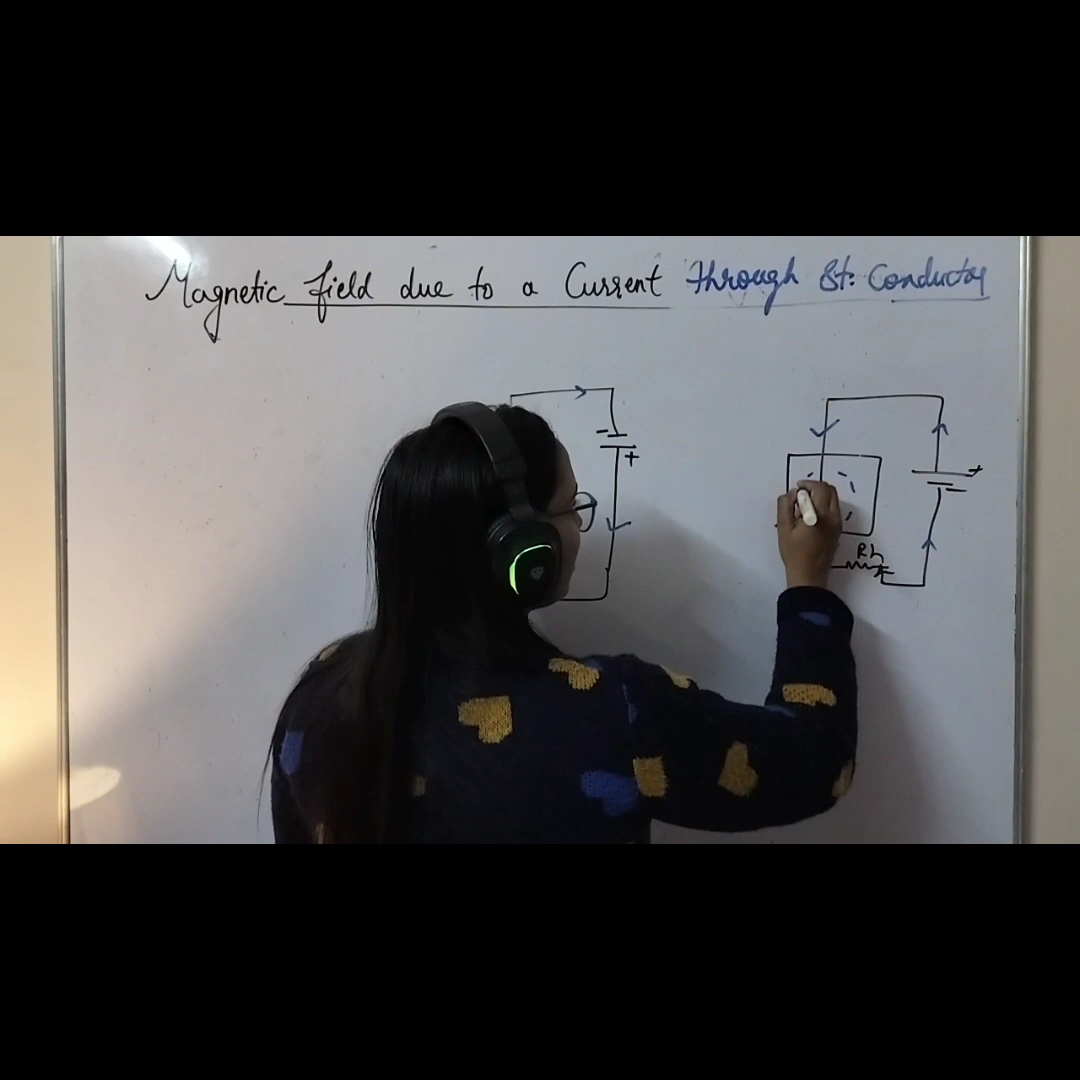 Magnetic field due to a Current through St. Conductor
- +
+ -
Rh